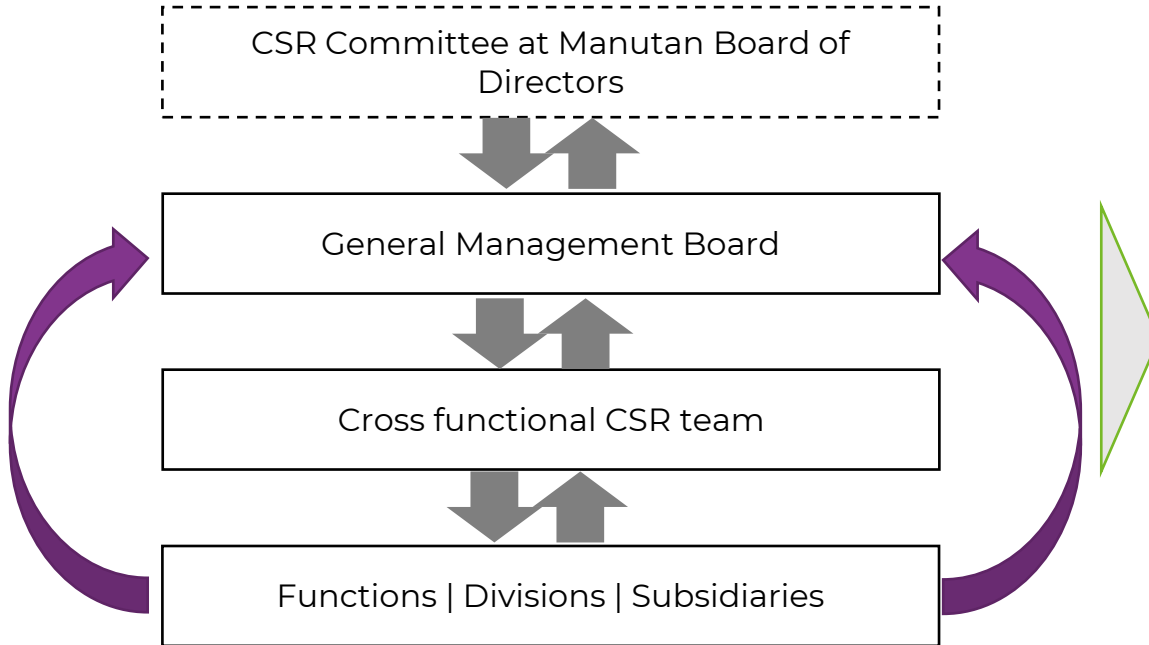 CSR Committee at Manutan Board of
Directors
General Management Board
Cross functional CSR team
Functions | Divisions | Subsidiaries